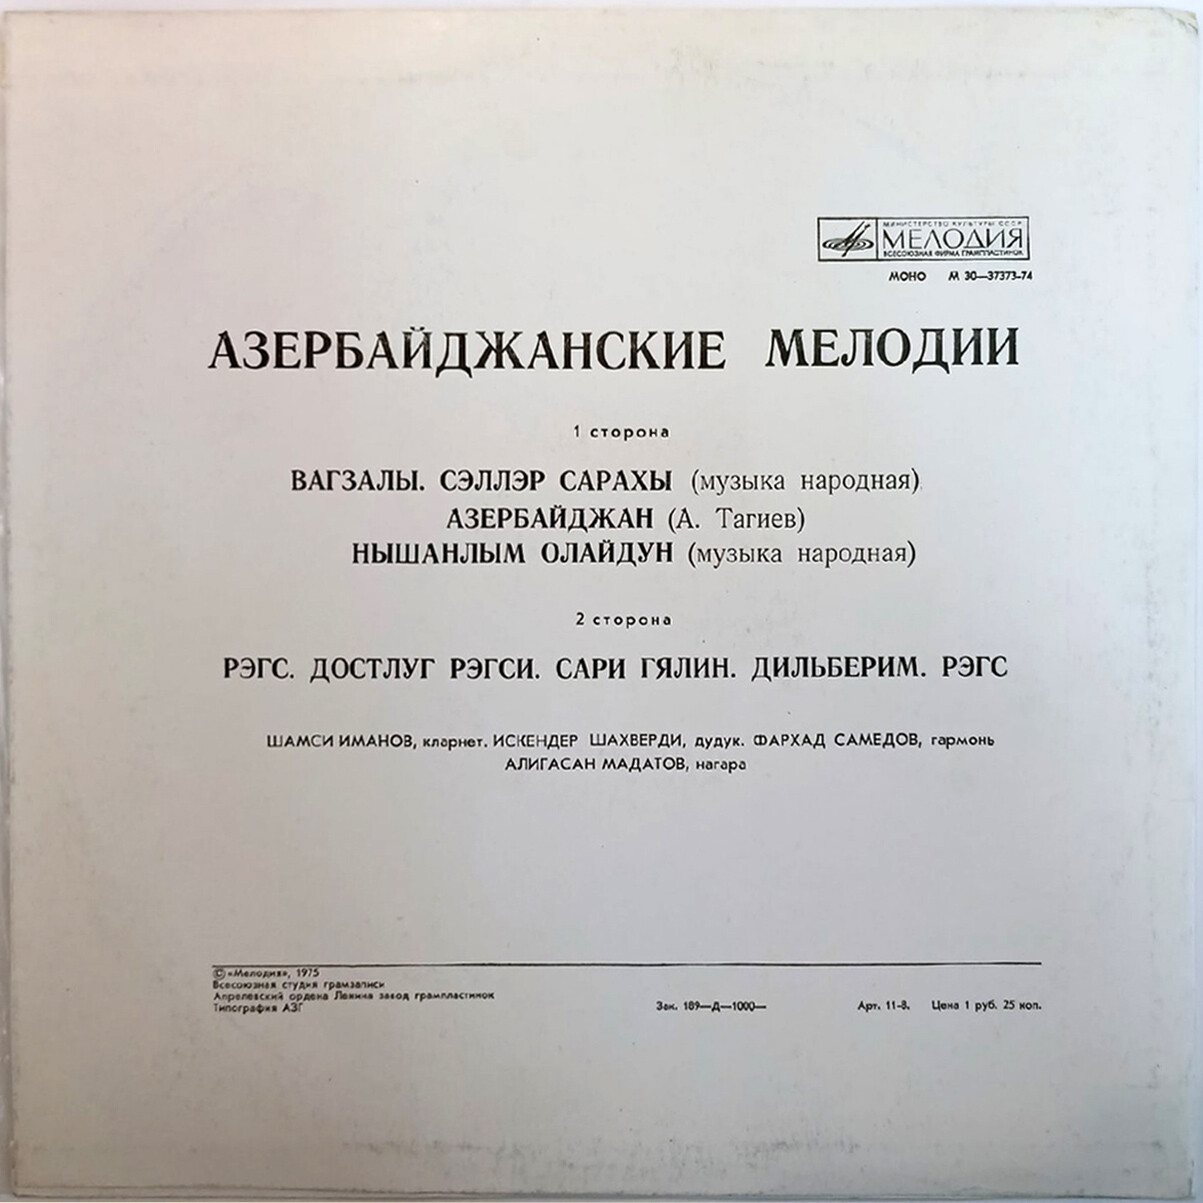 МИНИСТЕРСТВО КУЛЬТУРЫ СССР
МЕЛОДИЯ
ВСЕСОЮЗНАЯ ФИРМА ГРАМПЛАСТИНОК
МОНО М 30—37373-74
АЗЕРБАЙДЖАНСКИЕ МЕЛОДИИ
1 сторона
ВАГЗАЛЫ. СЭЛЛЭР САРАХЫ (музыка народная)
АЗЕРБАЙДЖАН (А. Тагиев)
НЫШАНЛЫМ ОЛАЙДУН (музыка народная)
2 сторона
РЭГС. ДОСТЛУГ РЭГСИ. САРИ ГЯЛИН. ДИЛЬБЕРИМ. РЭГС
ШАМСИ ИМАНОВ, кларнет. ИСКЕНДЕР ШАХВЕРДИ, дудук. ФАРХАД САМЕДОВ, гармонь
АЛИГАСАН МАДАТОВ, нагара
© «Мелодия», 1975
Всесоюзная студия грамзаписи
Апрелевский ордена Ленина завод грампластинок
Типография АЗГ
Зак. 189—Д—1000—
Арт. 11-8. Цена 1 руб. 25 коп.